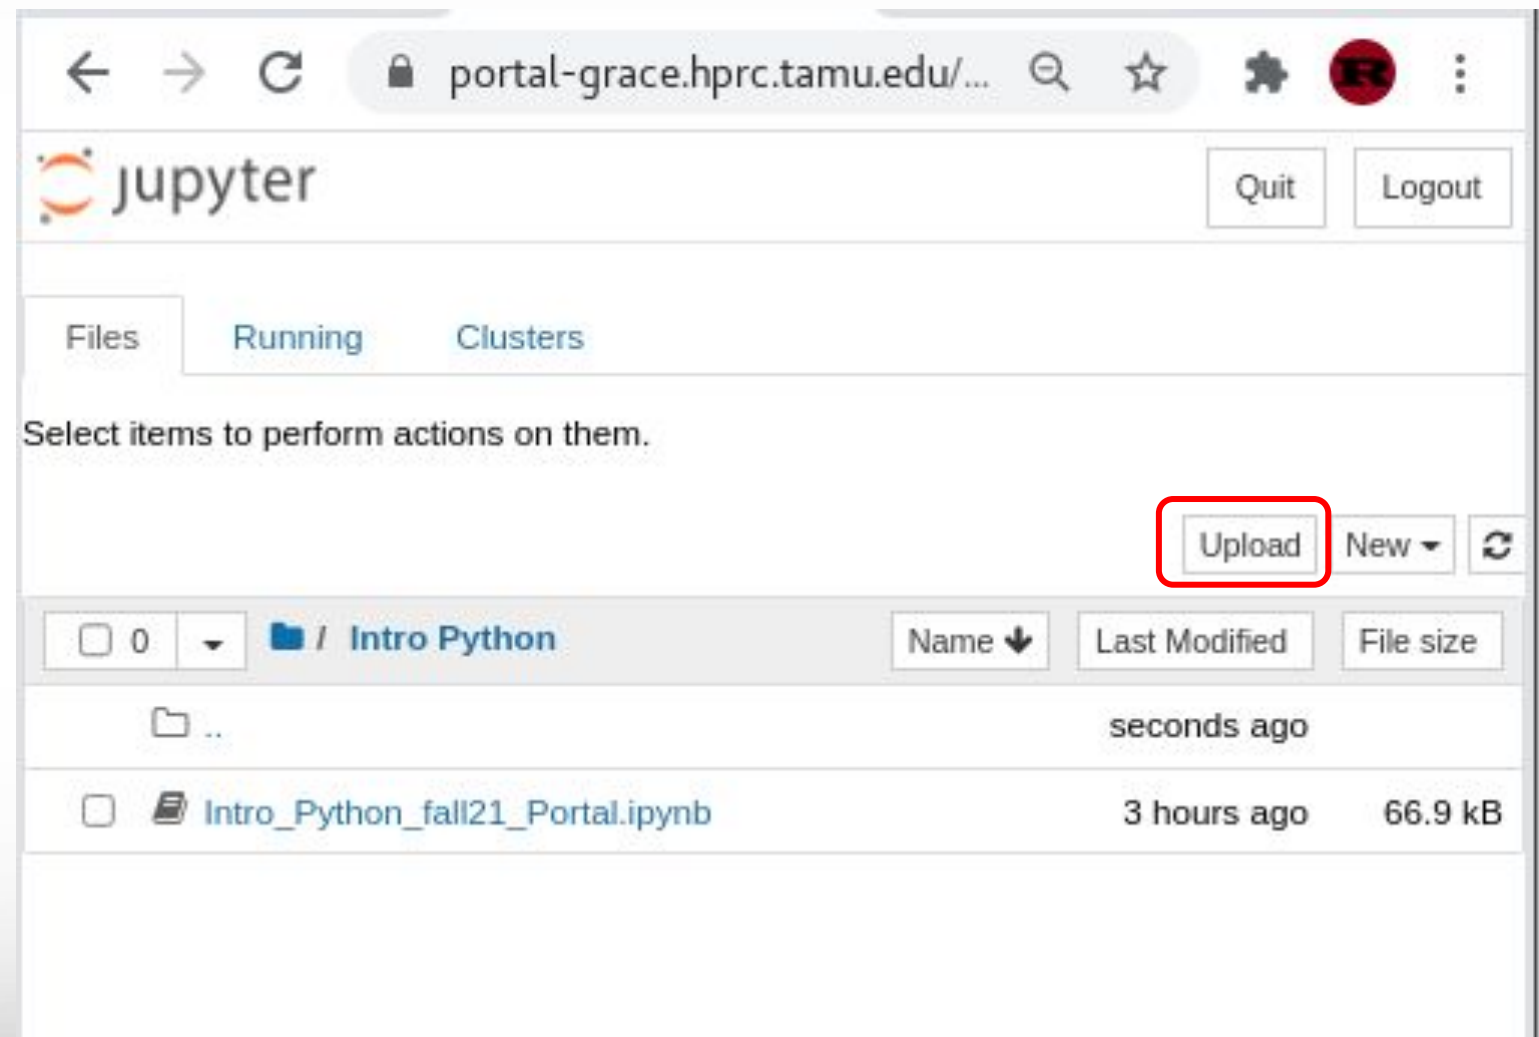 portal-grace.hprc.tamu.edu/...
R
jupyter
Quit Logout
Files Running Clusters
Select items to perform actions on them.
Upload New
0 / Intro Python Name Last Modified File size
.. seconds ago
Intro_Python_fall21_Portal.ipynb 3 hours ago 66.9 kB